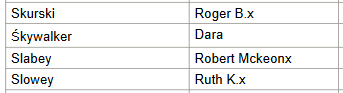 Skurski Roger B.x
Śkywalker Dara
Slabey Robert Mckeonx
Slowey Ruth K.x